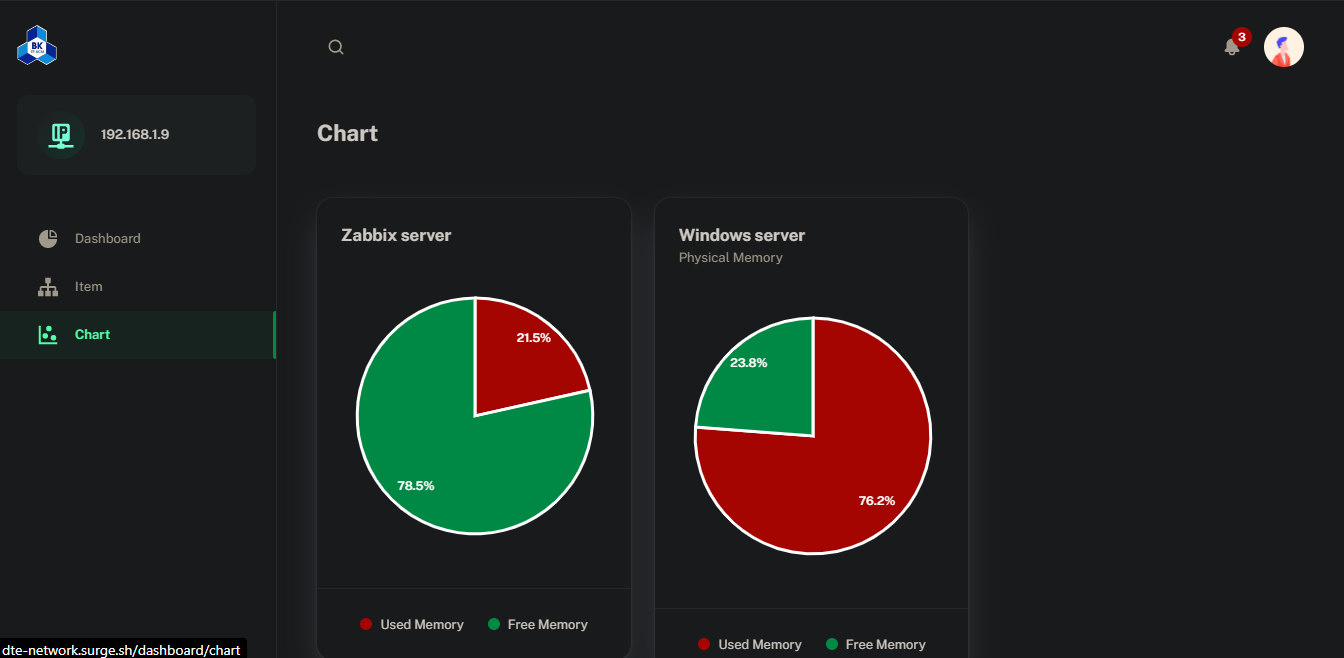 BK
3
IP
192.168.1.9
Chart
Dashboard
Item
Chart
Zabbix server
21.5%
78.5%
Used Memory
Free Memory
Windows server
Physical Memory
23.8%
76.2%
Used Memory
Free Memory
dte-network.surge.sh/dashboard/chart